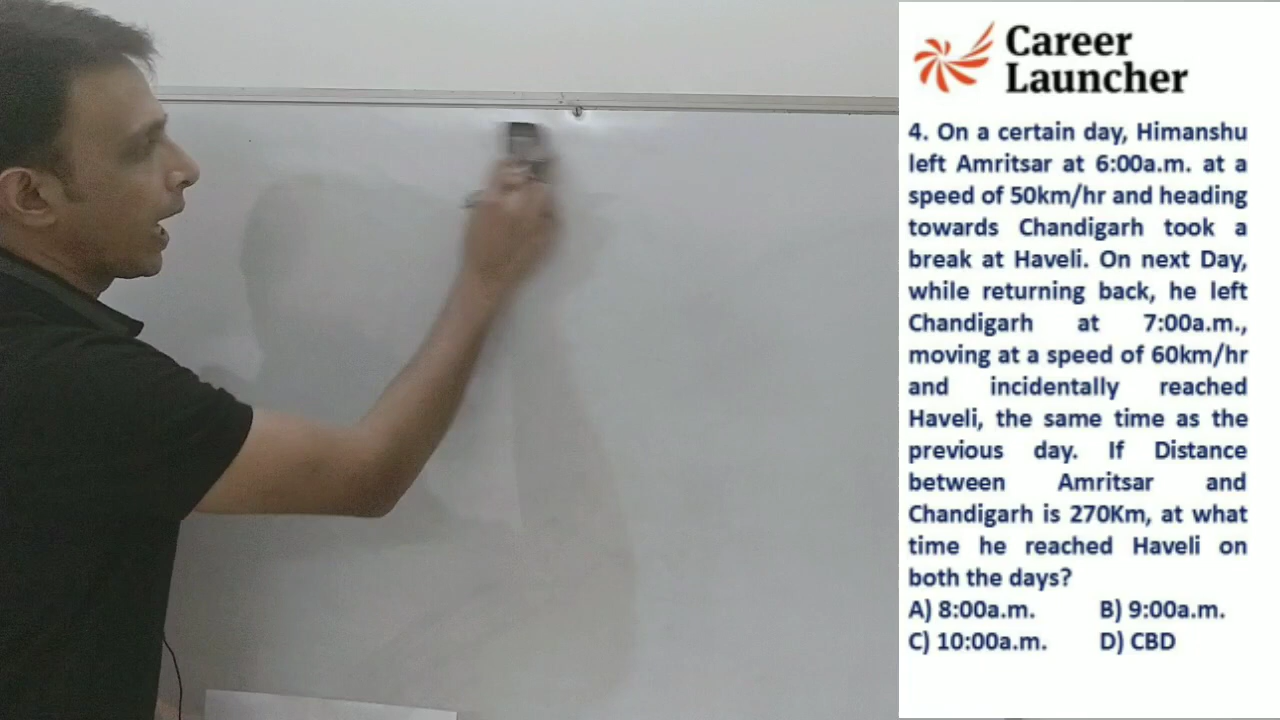 Career
Launcher
4. On a certain day, Himanshu
left Amritsar at 6:00a.m. at a
speed of 50km/hr and heading
towards Chandigarh took a
break at Haveli. On next Day,
while returning back, he left
Chandigarh at 7:00a.m.,
moving at a speed of 60km/hr
and incidentally reached
Haveli, the same time as the
previous day. If Distance
between Amritsar and
Chandigarh is 270Km, at what
time he reached Haveli on
both the days?
A) 8:00a.m. B) 9:00a.m.
C) 10:00a.m. D) CBD